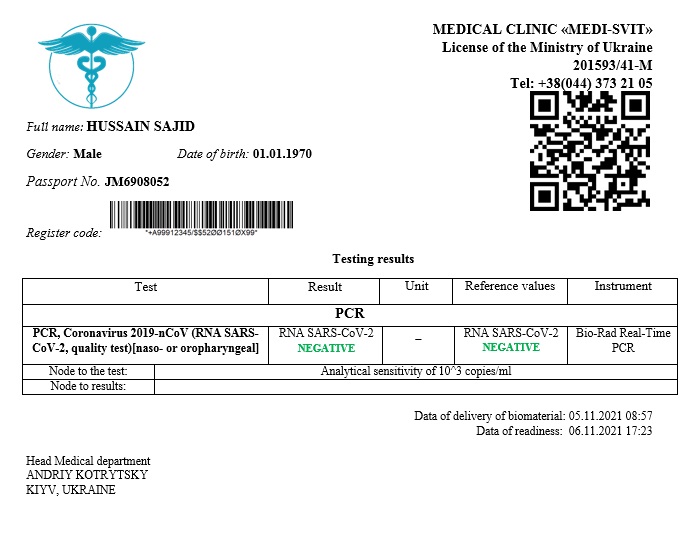 MEDICAL CLINIC «MEDI-SVIT»
License of the Ministry of Ukraine
201593/41-M
Tel: +38(044) 373 21 05
Full name: HUSSAIN SAJID
Gender: Male Date of birth: 01.01.1970
Passport No. JM6908052
Register code: *+A99912345/$$52ØØ151ØX99*
Testing results
Test Result Unit Reference values Instrument
PCR
PCR, Coronavirus 2019-nCoV (RNA SARS- RNA SARS-CoV-2 – RNA SARS-CoV-2 Bio-Rad Real-Time
CoV-2, quality test)[naso- or oropharyngeal] NEGATIVE NEGATIVE PCR
Node to the test: Analytical sensitivity of 10^3 copies/ml
Node to results:
Data of delivery of biomaterial: 05.11.2021 08:57
Data of readiness: 06.11.2021 17:23
Head Medical department
ANDRIY KOTRYTSKY
KIYV, UKRAINE